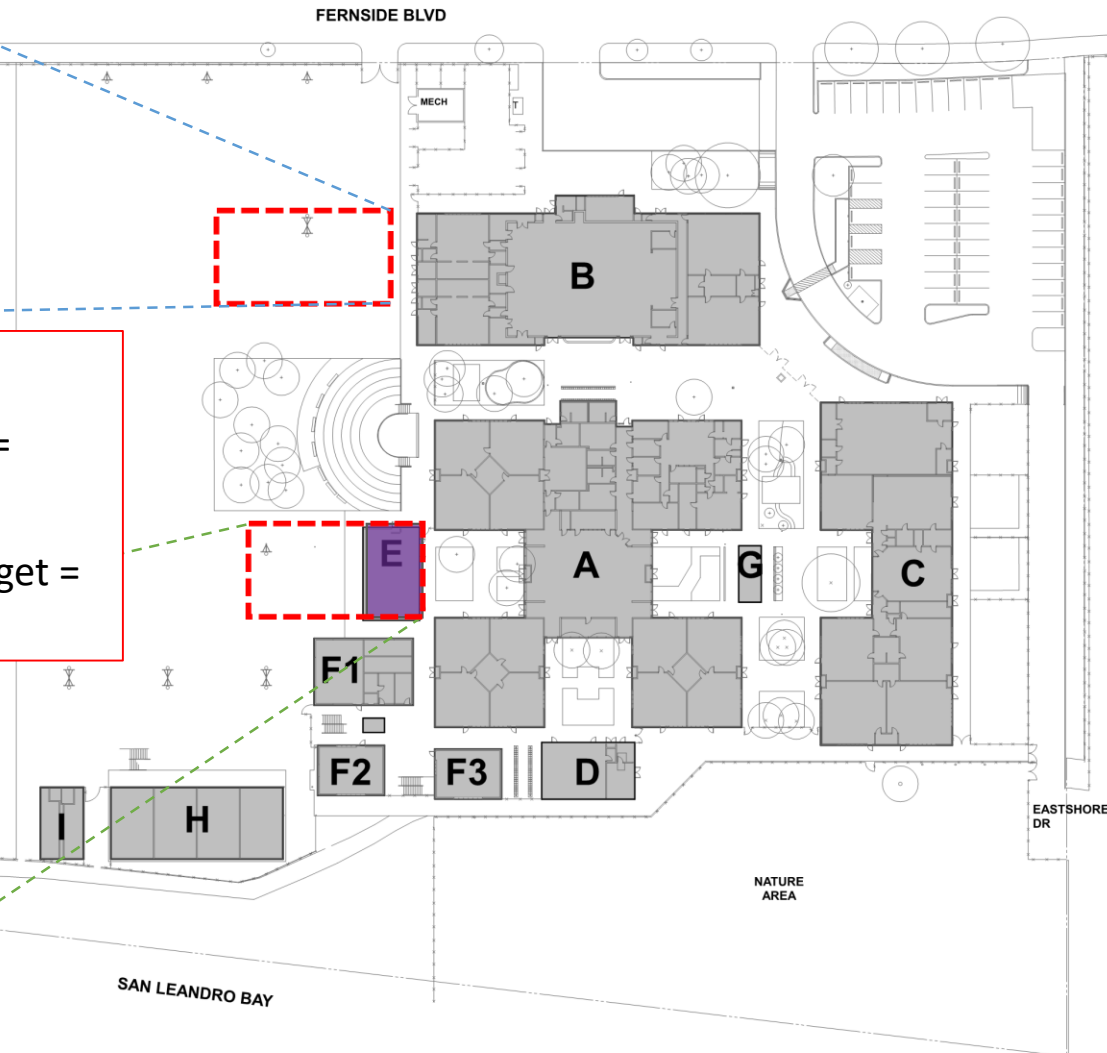 FERNSIDE BLVD
MECH
T
B
=
get =
E
A
G
C
F1
F2
F3
D
I
H
EASTSHORE
DR
NATURE
AREA
SAN LEANDRO BAY